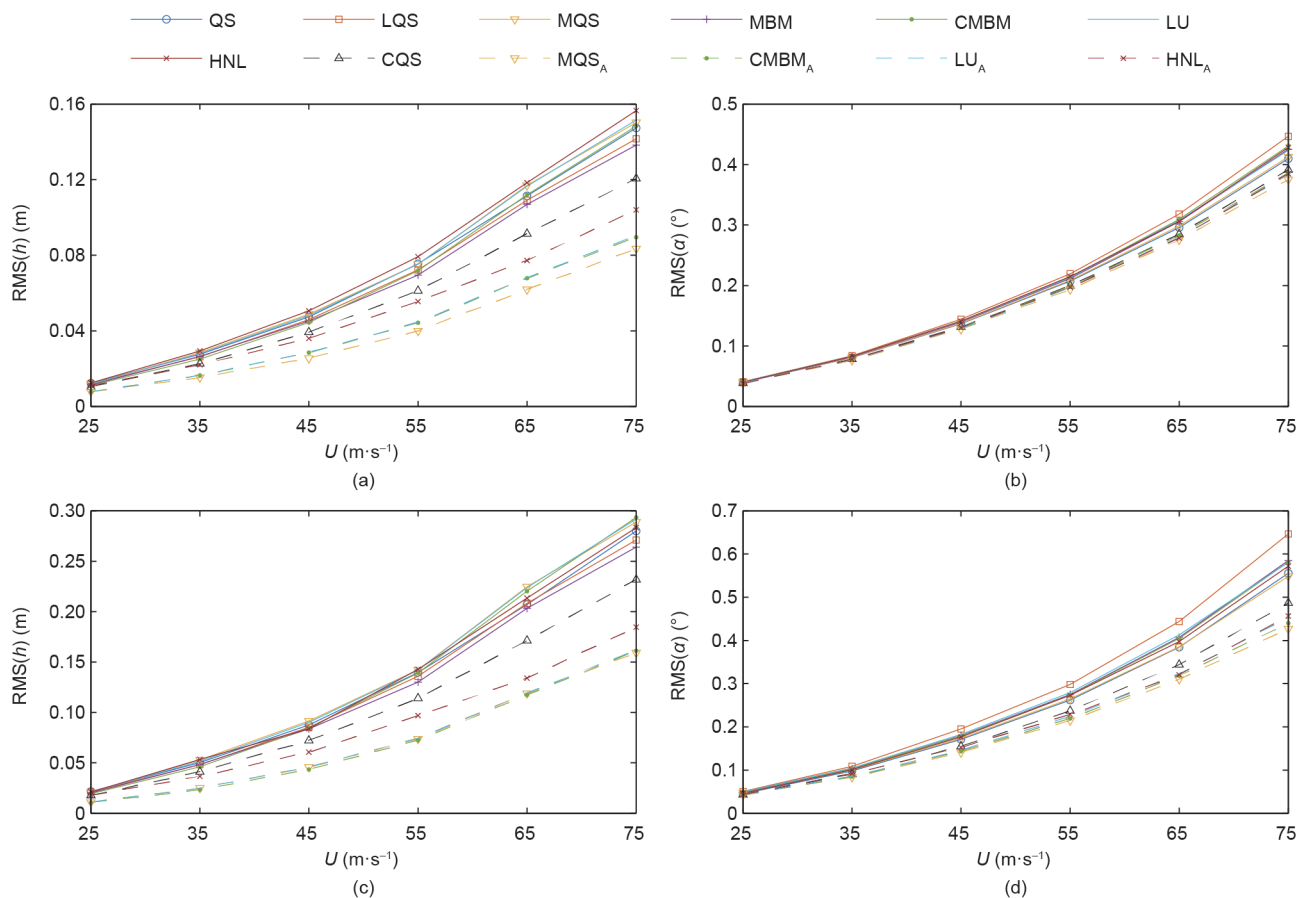 QS LQS MQS MBM CMBM LU
HNL CQS MQS_A CMBM_A LU_A HNL_A
0.16
0.12
0.08
0.04
0
RMS(h) (m)
25 35 45 55 65 75
U (m·s⁻¹)
(a)
0.5
0.4
0.3
0.2
0.1
0
RMS(α) (°)
25 35 45 55 65 75
U (m·s⁻¹)
(b)
0.30
0.25
0.20
0.15
0.10
0.05
0
RMS(h) (m)
25 35 45 55 65 75
U (m·s⁻¹)
(c)
0.7
0.6
0.5
0.4
0.3
0.2
0.1
0
RMS(α) (°)
25 35 45 55 65 75
U (m·s⁻¹)
(d)